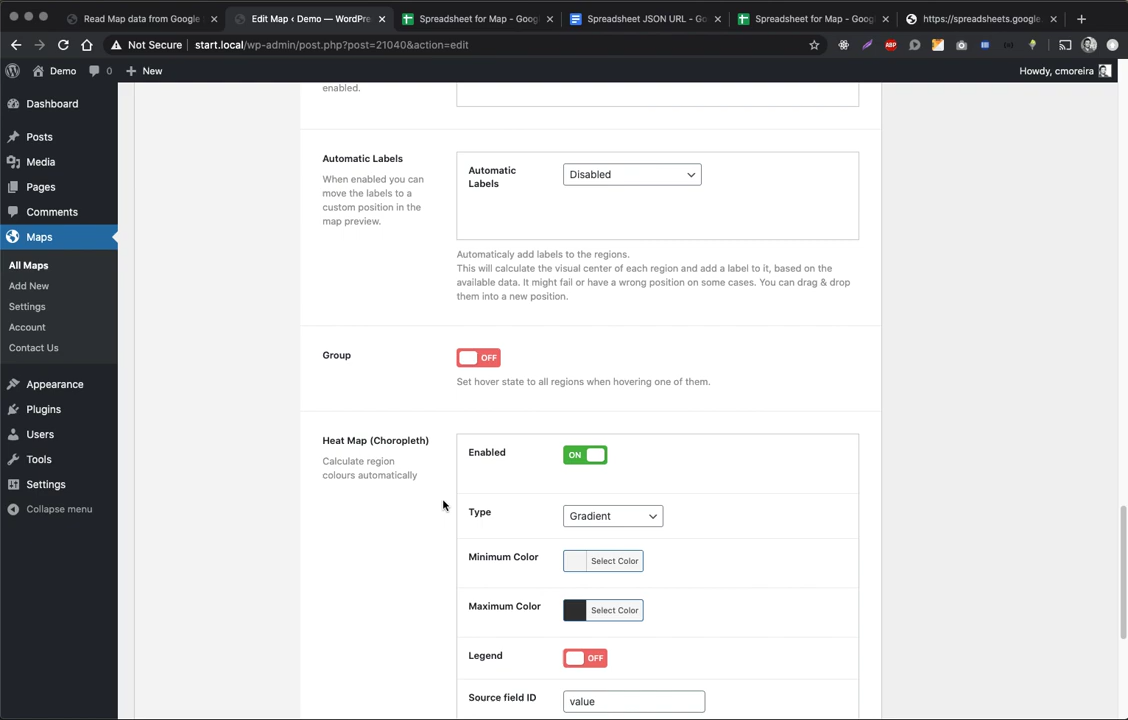 Read Map data from Google
Edit Map ‹ Demo — WordPre
Spreadsheet for Map - Goog
Spreadsheet JSON URL - Go
Spreadsheet for Map - Goog
https://spreadsheets.google
Not Secure
start.local/wp-admin/post.php?post=21040&action=edit
ABP
Demo
0
New
Howdy, cmoreira
Dashboard
Posts
Media
Pages
Comments
Maps
All Maps
Add New
Settings
Account
Contact Us
Appearance
Plugins
Users
Tools
Settings
Collapse menu
enabled.
Automatic Labels
When enabled you can
move the labels to a
custom position in the
map preview.
Automatic
Labels
Disabled
Automaticaly add labels to the regions.
This will calculate the visual center of each region and add a label to it, based on the
available data. It might fail or have a wrong position on some cases. You can drag & drop
them into a new position.
Group
OFF
Set hover state to all regions when hovering one of them.
Heat Map (Choropleth)
Calculate region
colours automatically
Enabled
ON
Type
Gradient
Minimum Color
Select Color
Maximum Color
Select Color
Legend
OFF
Source field ID
value